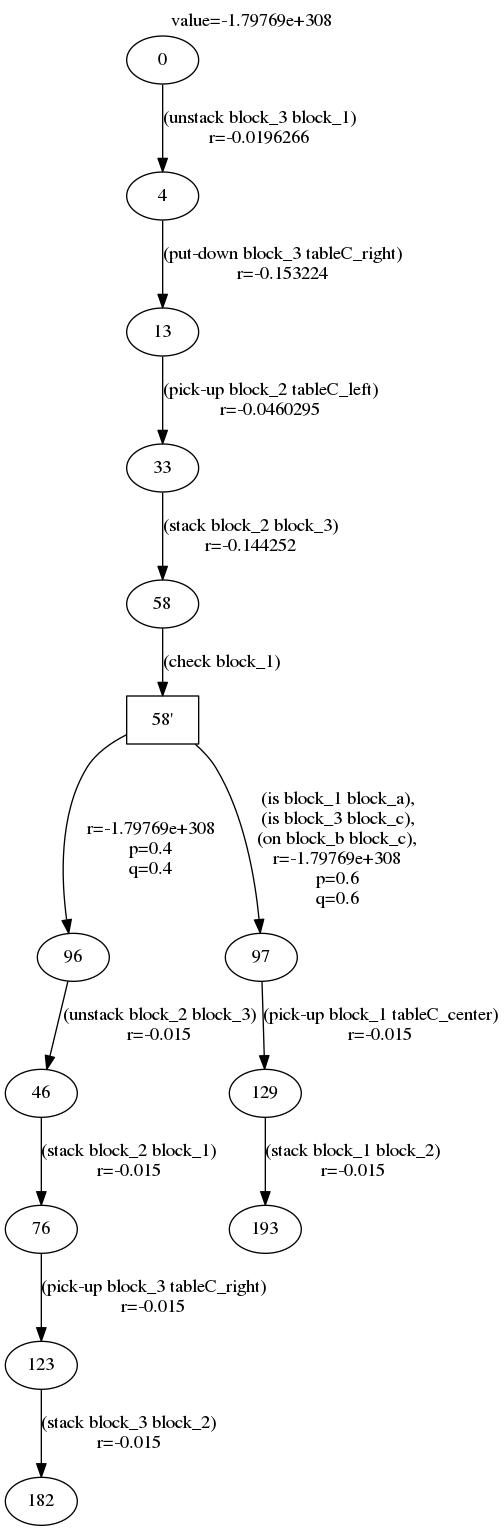 value=-1.79769e+308
0
(unstack block_3 block_1)
r=-0.0196266
4
(put-down block_3 tableC_right)
r=-0.153224
13
(pick-up block_2 tableC_left)
r=-0.0460295
33
(stack block_2 block_3)
r=-0.144252
58
(check block_1)
58'
r=-1.79769e+308
p=0.4
q=0.4
(is block_1 block_a),
(is block_3 block_c),
(on block_b block_c),
r=-1.79769e+308
p=0.6
q=0.6
96
97
(unstack block_2 block_3)
r=-0.015
(pick-up block_1 tableC_center)
r=-0.015
46
129
(stack block_2 block_1)
r=-0.015
(stack block_1 block_2)
r=-0.015
76
193
(pick-up block_3 tableC_right)
r=-0.015
123
(stack block_3 block_2)
r=-0.015
182